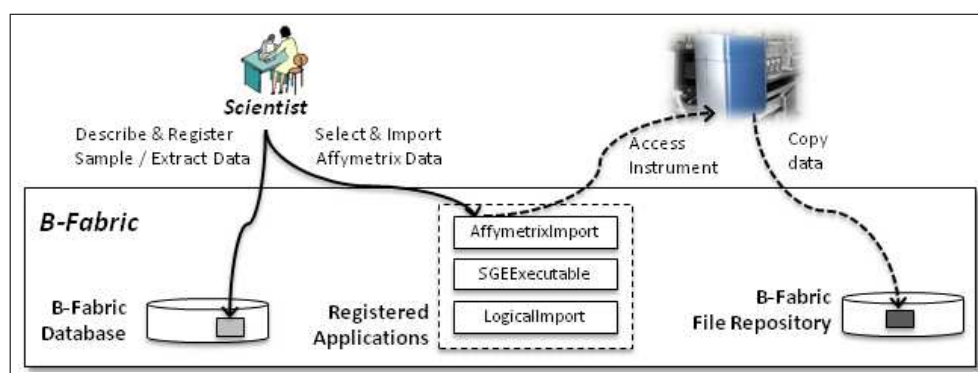 Scientist
Describe & Register
Sample / Extract Data
Select & Import
Affymetrix Data
Access
Instrument
Copy
data
B-Fabric
AffymetrixImport
SGEExecutable
LogicalImport
B-Fabric
Database
Registered
Applications
B-Fabric
File Repository